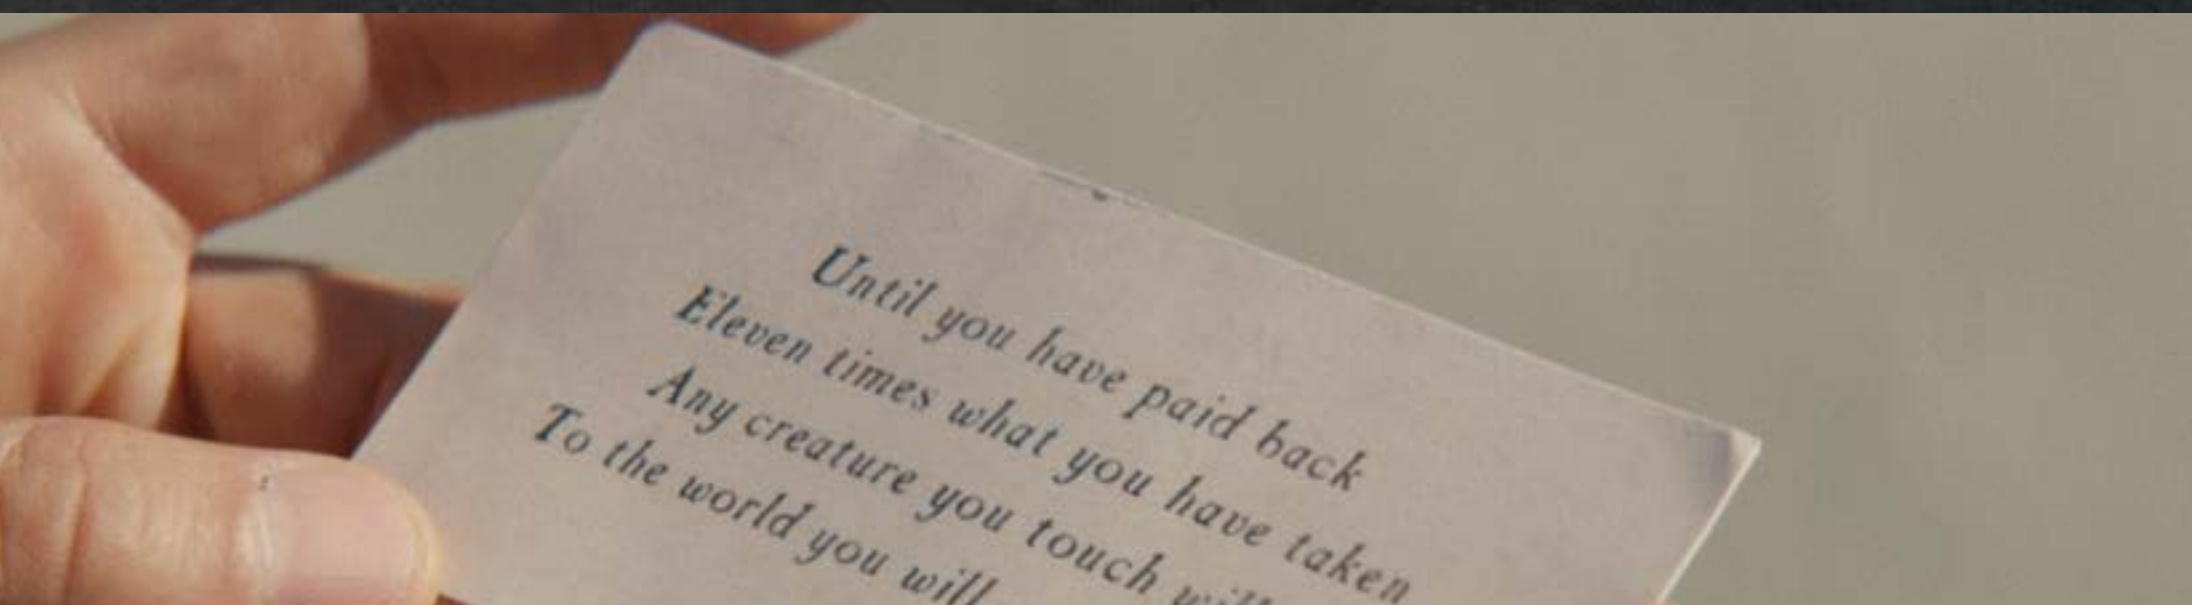 Until you have paid back
Eleven times what you have taken
Any creature you touch will
To the world you will